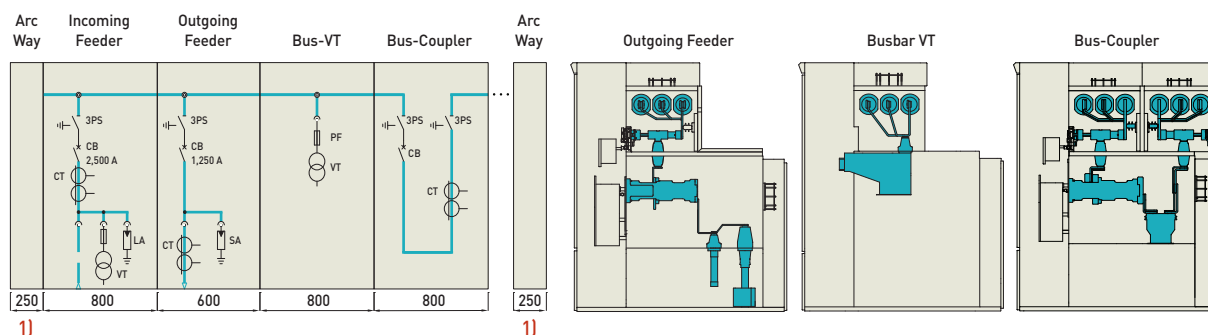 Arc
Way
Incoming
Feeder
Outgoing
Feeder
Bus-VT
Bus-Coupler
Arc
Way
Outgoing Feeder
Busbar VT
Bus-Coupler
3PS
CB
2,500 A
CT
LA
VT
3PS
CB
1,250 A
CT
SA
PF
VT
3PS
CB
3PS
CT
250
800
600
800
800
250
1)
1)